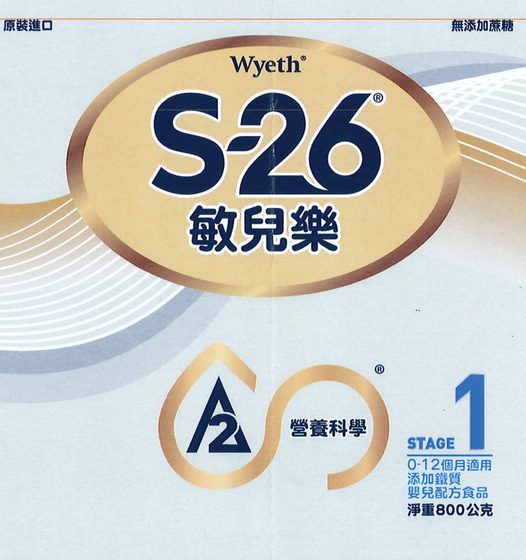 原裝進口
無添加蔗糖
Wyeth®
S-26®
敏兒樂
A2
營養科學
®
STAGE 1
0-12個月適用
添加鐵質
嬰兒配方食品
淨重800公克